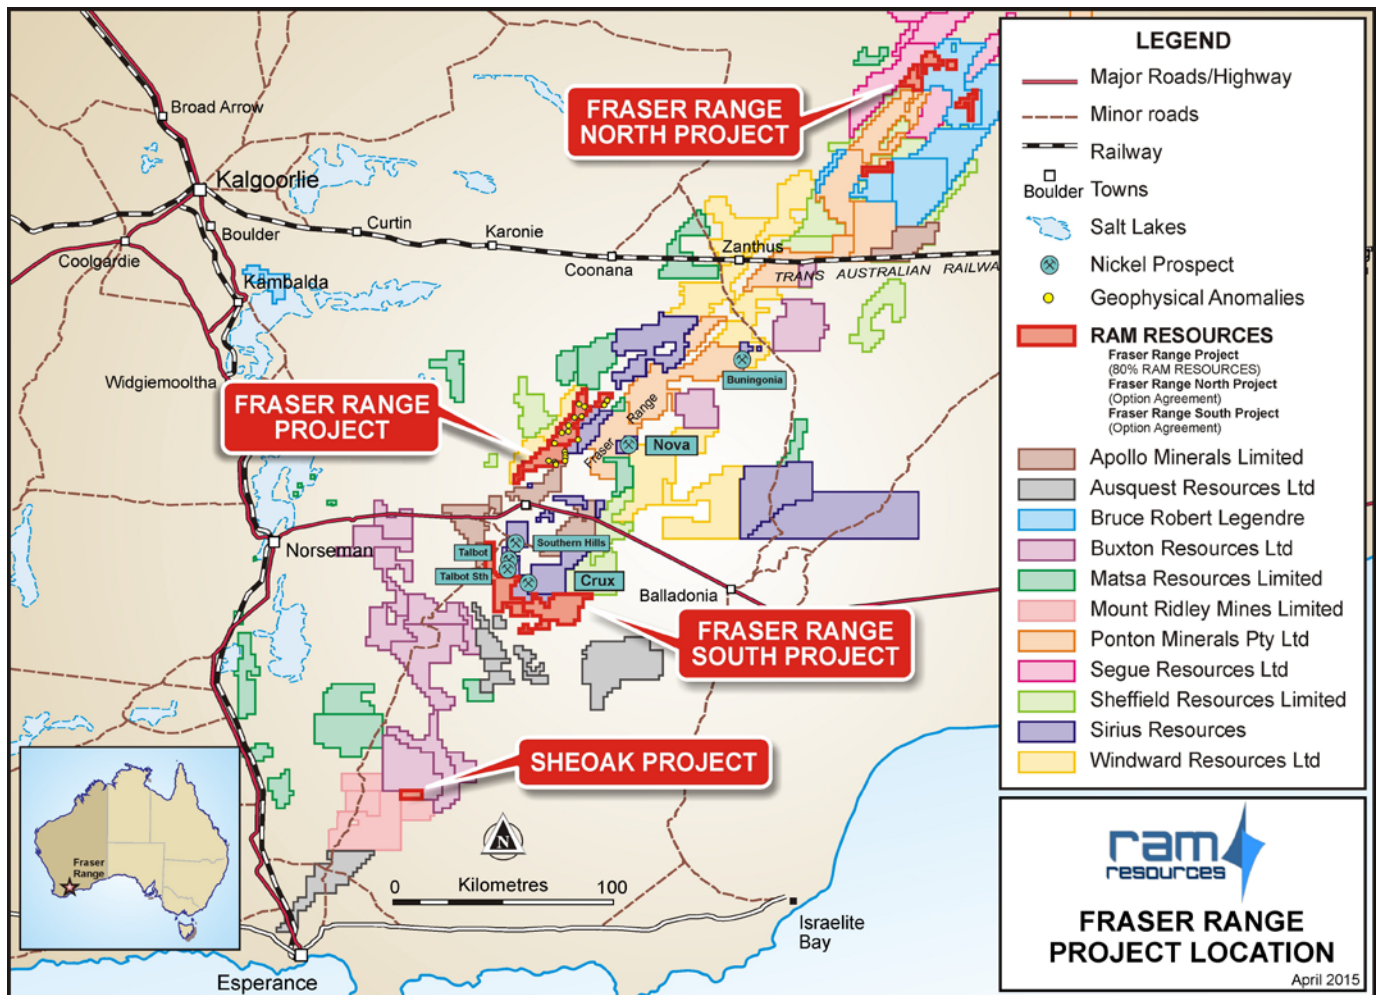 Broad Arrow
Kalgoorlie
Boulder
Coolgardie
Kambalda
Curtin
Karonie
Coonana
Zanthus
TRANS AUSTRALIAN RAILWA
FRASER RANGE
NORTH PROJECT
Widgiemooltha
FRASER RANGE
PROJECT
Buningonia
Fraser Range
Nova
Norseman
Talbot
Talbot Sth
Southern Hills
Crux
Balladonia
FRASER RANGE
SOUTH PROJECT
SHEOAK PROJECT
Fraser
Range
N
0 Kilometres 100
Israelite
Bay
Esperance
LEGEND
Major Roads/Highway
Minor roads
Railway
Boulder Towns
Salt Lakes
Nickel Prospect
Geophysical Anomalies
RAM RESOURCES
Fraser Range Project
(80% RAM RESOURCES)
Fraser Range North Project
(Option Agreement)
Fraser Range South Project
(Option Agreement)
Apollo Minerals Limited
Ausquest Resources Ltd
Bruce Robert Legendre
Buxton Resources Ltd
Matsa Resources Limited
Mount Ridley Mines Limited
Ponton Minerals Pty Ltd
Segue Resources Ltd
Sheffield Resources Limited
Sirius Resources
Windward Resources Ltd
ram
resources
FRASER RANGE
PROJECT LOCATION
April 2015